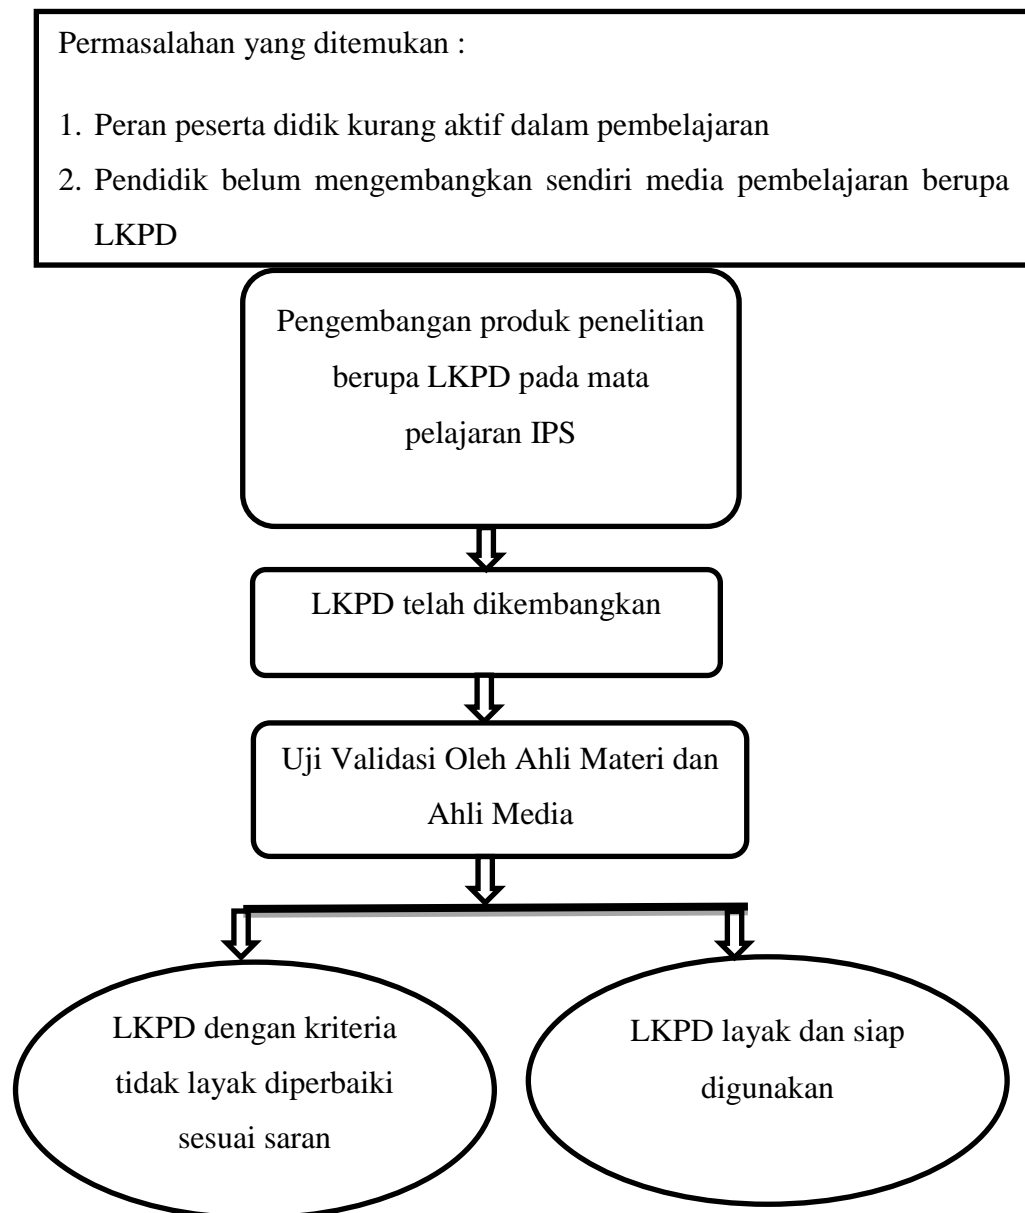 Permasalahan yang ditemukan :
1. Peran peserta didik kurang aktif dalam pembelajaran
2. Pendidik belum mengembangkan sendiri media pembelajaran berupa
LKPD
Pengembangan produk penelitian
berupa LKPD pada mata
pelajaran IPS
LKPD telah dikembangkan
Uji Validasi Oleh Ahli Materi dan
Ahli Media
LKPD dengan kriteria
tidak layak diperbaiki
sesuai saran
LKPD layak dan siap
digunakan